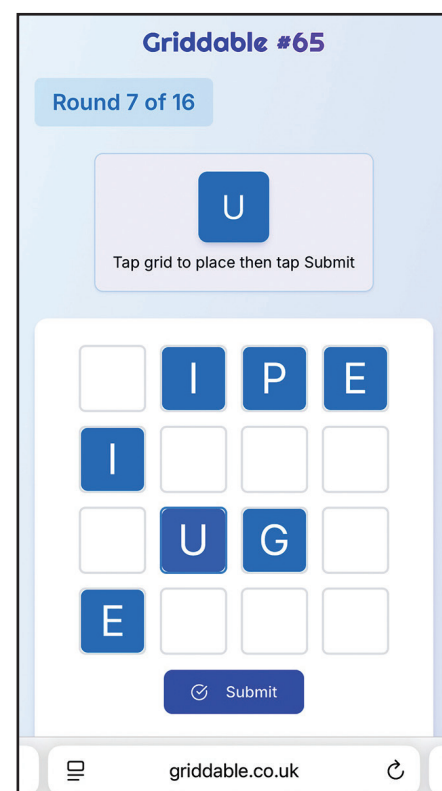 Griddable #65
Round 7 of 16
U
Tap grid to place then tap Submit
I P E
I
U G
E
Submit
griddable.co.uk